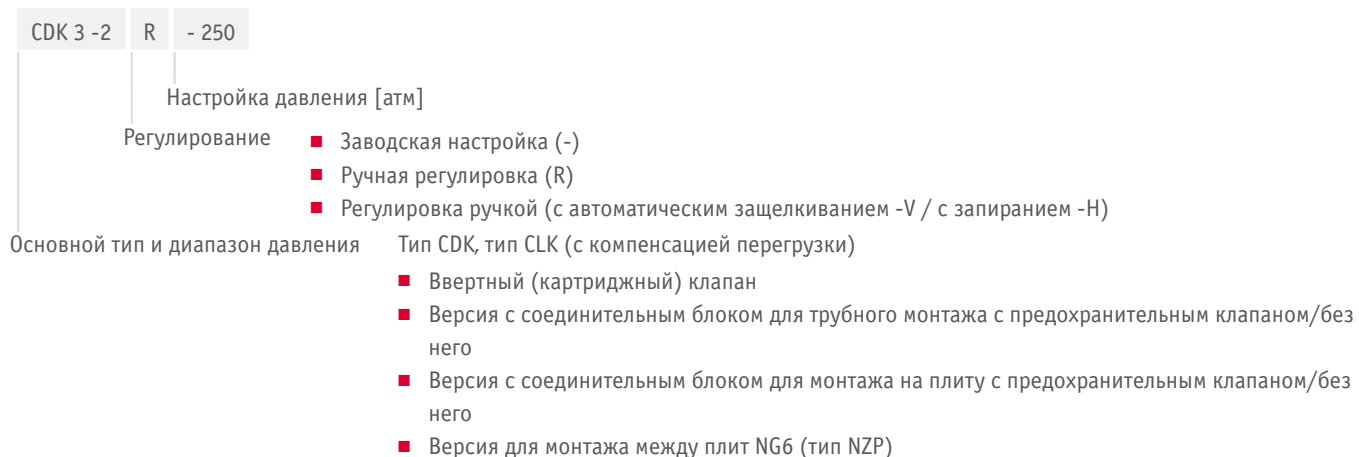 CDK 3 -2 R - 250
Настройка давления [атм]
Регулирование
Заводская настройка (-)
Ручная регулировка (R)
Регулировка ручкой (с автоматическим защелкиванием -V / с запиранием -H)
Основной тип и диапазон давления
Тип CDK, тип CLK (с компенсацией перегрузки)
Ввертный (картриджный) клапан
Версия с соединительным блоком для трубного монтажа с предохранительным клапаном/без
него
Версия с соединительным блоком для монтажа на плиту с предохранительным клапаном/без
него
Версия для монтажа между плит NG6 (тип NZP)